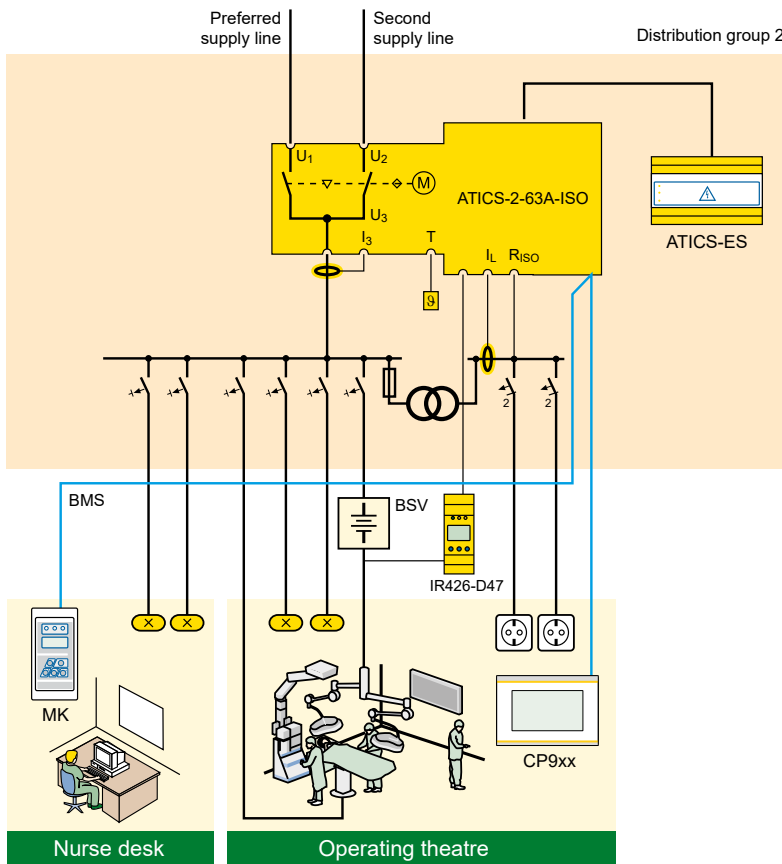 Preferred
supply line
Second
supply line
Distribution group 2
U1
U2
M
ATICS-2-63A-ISO
U3
I3
T
IL
RISO
ATICS-ES
ϑ
2
2
BMS
BSV
IR426-D47
MK
CP9xx
Nurse desk
Operating theatre